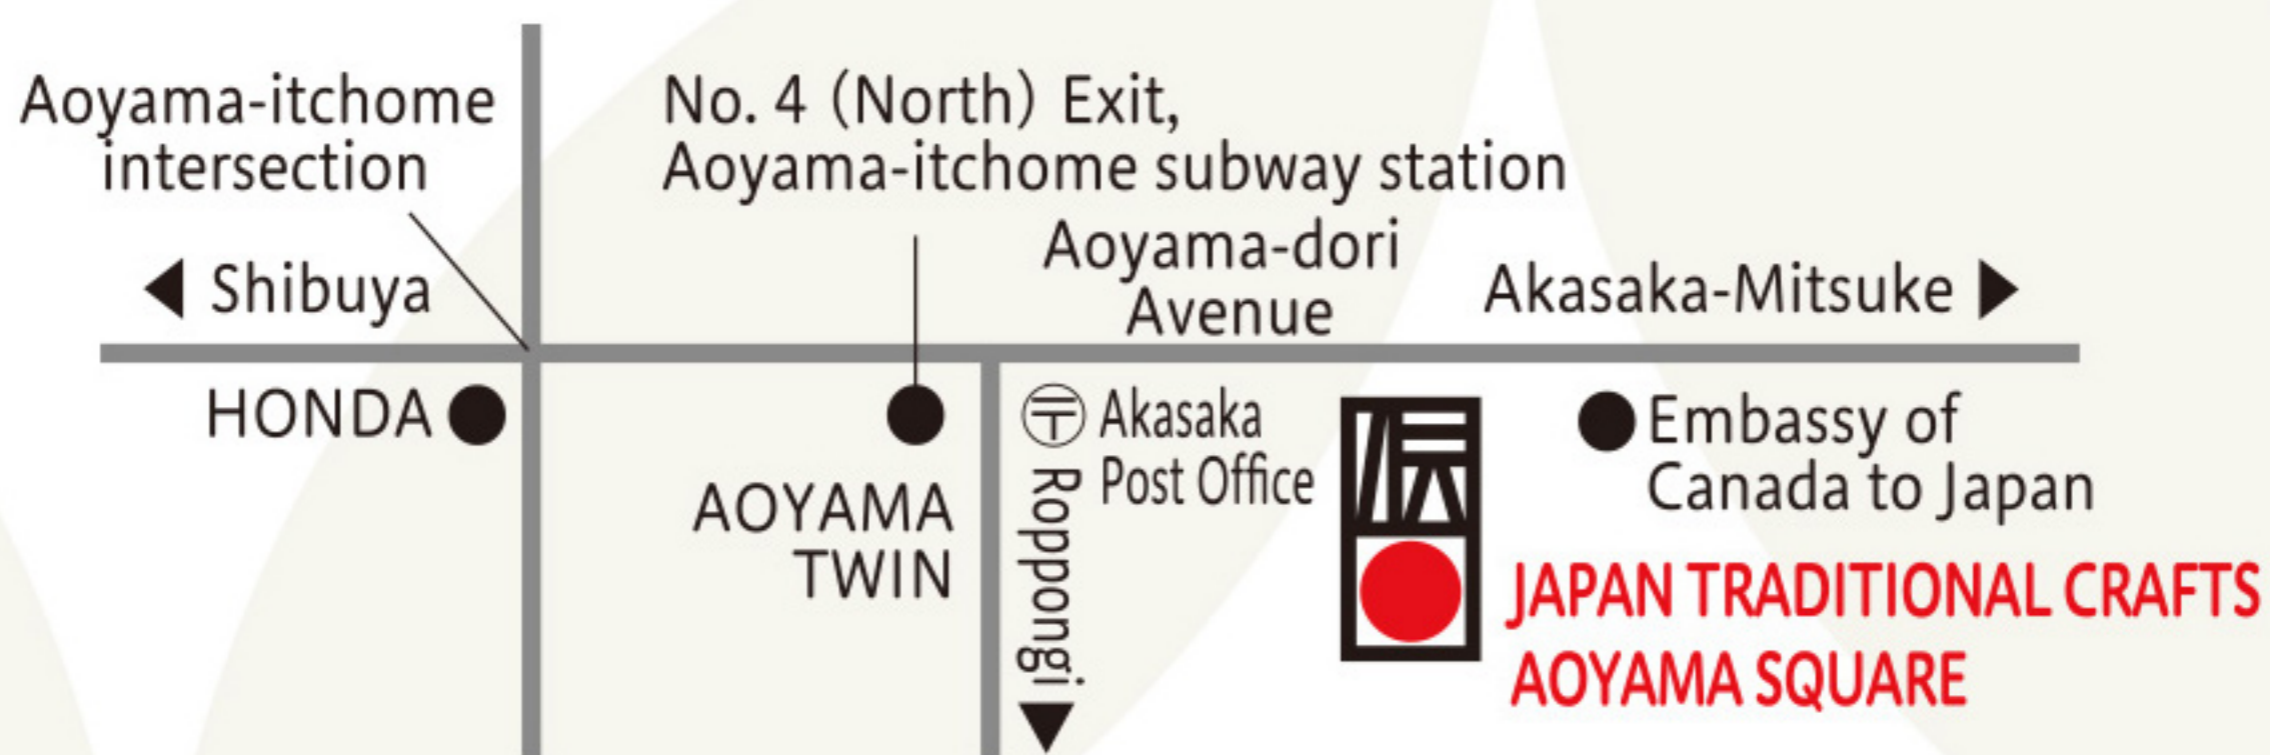 Aoyama-itchome
intersection
No. 4 (North) Exit,
Aoyama-itchome subway station
Shibuya
Aoyama-dori
Avenue
Akasaka-Mitsuke
HONDA
AOYAMA
TWIN
〒 Akasaka
Post Office
Roppongi
伝
Embassy of
Canada to Japan
JAPAN TRADITIONAL CRAFTS
AOYAMA SQUARE